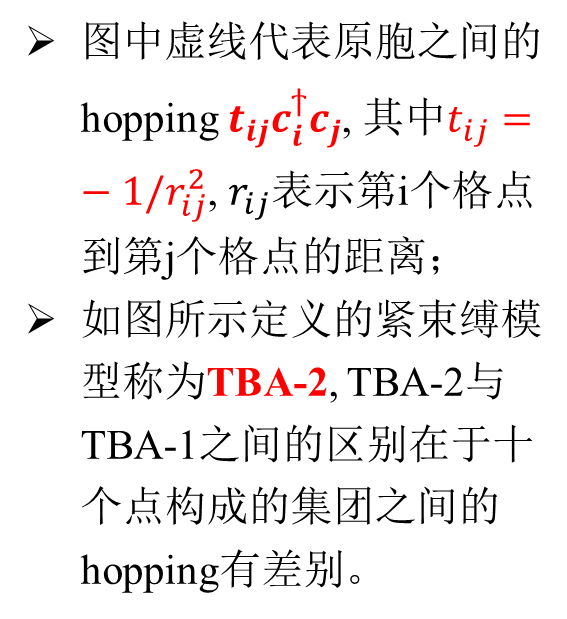 ➢ 图中虚线代表原胞之间的
hopping $t_{ij}c_i^{\dagger}c_j$, 其中$t_{ij} =$
$-1/r_{ij}^2$, $r_{ij}$表示第i个格点
到第j个格点的距离；
➢ 如图所示定义的紧束缚模
型称为TBA-2, TBA-2与
TBA-1之间的区别在于十
个点构成的集团之间的
hopping有差别。